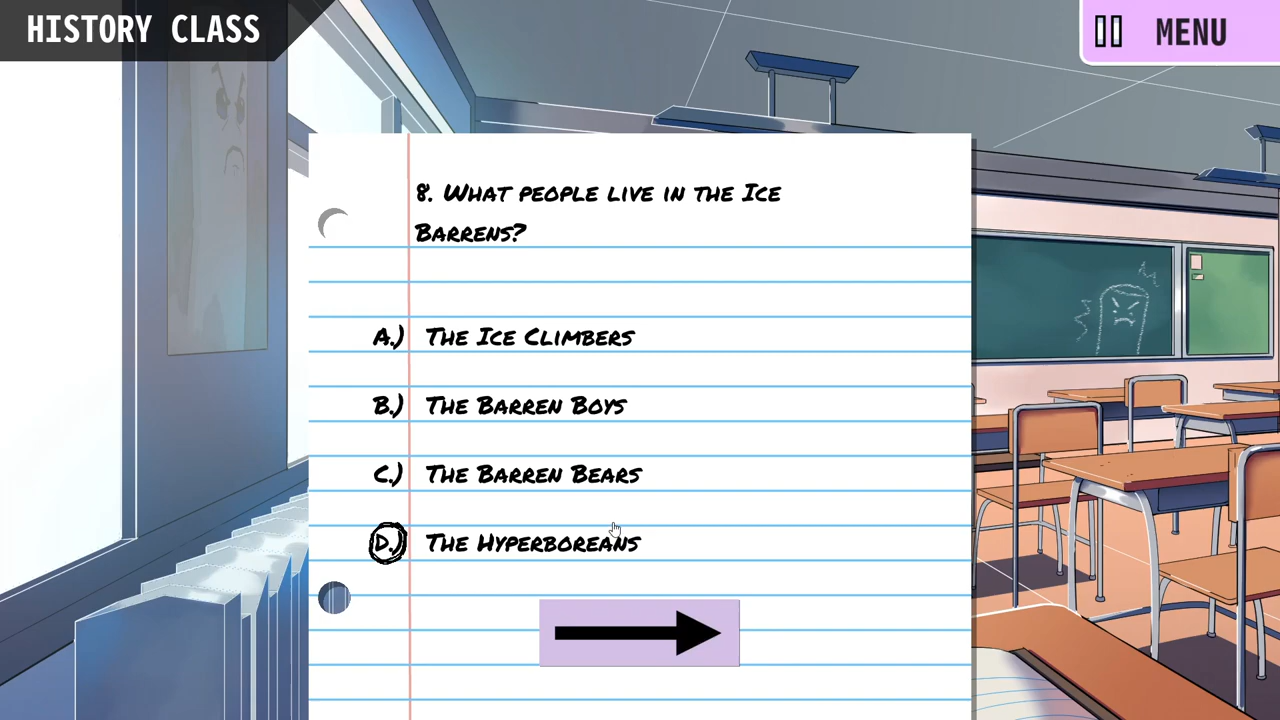 HISTORY CLASS
MENU
8. What people live in the Ice
Barrens?
A.) The Ice Climbers
B.) The Barren Boys
C.) The Barren Bears
D.) The Hyperboreans